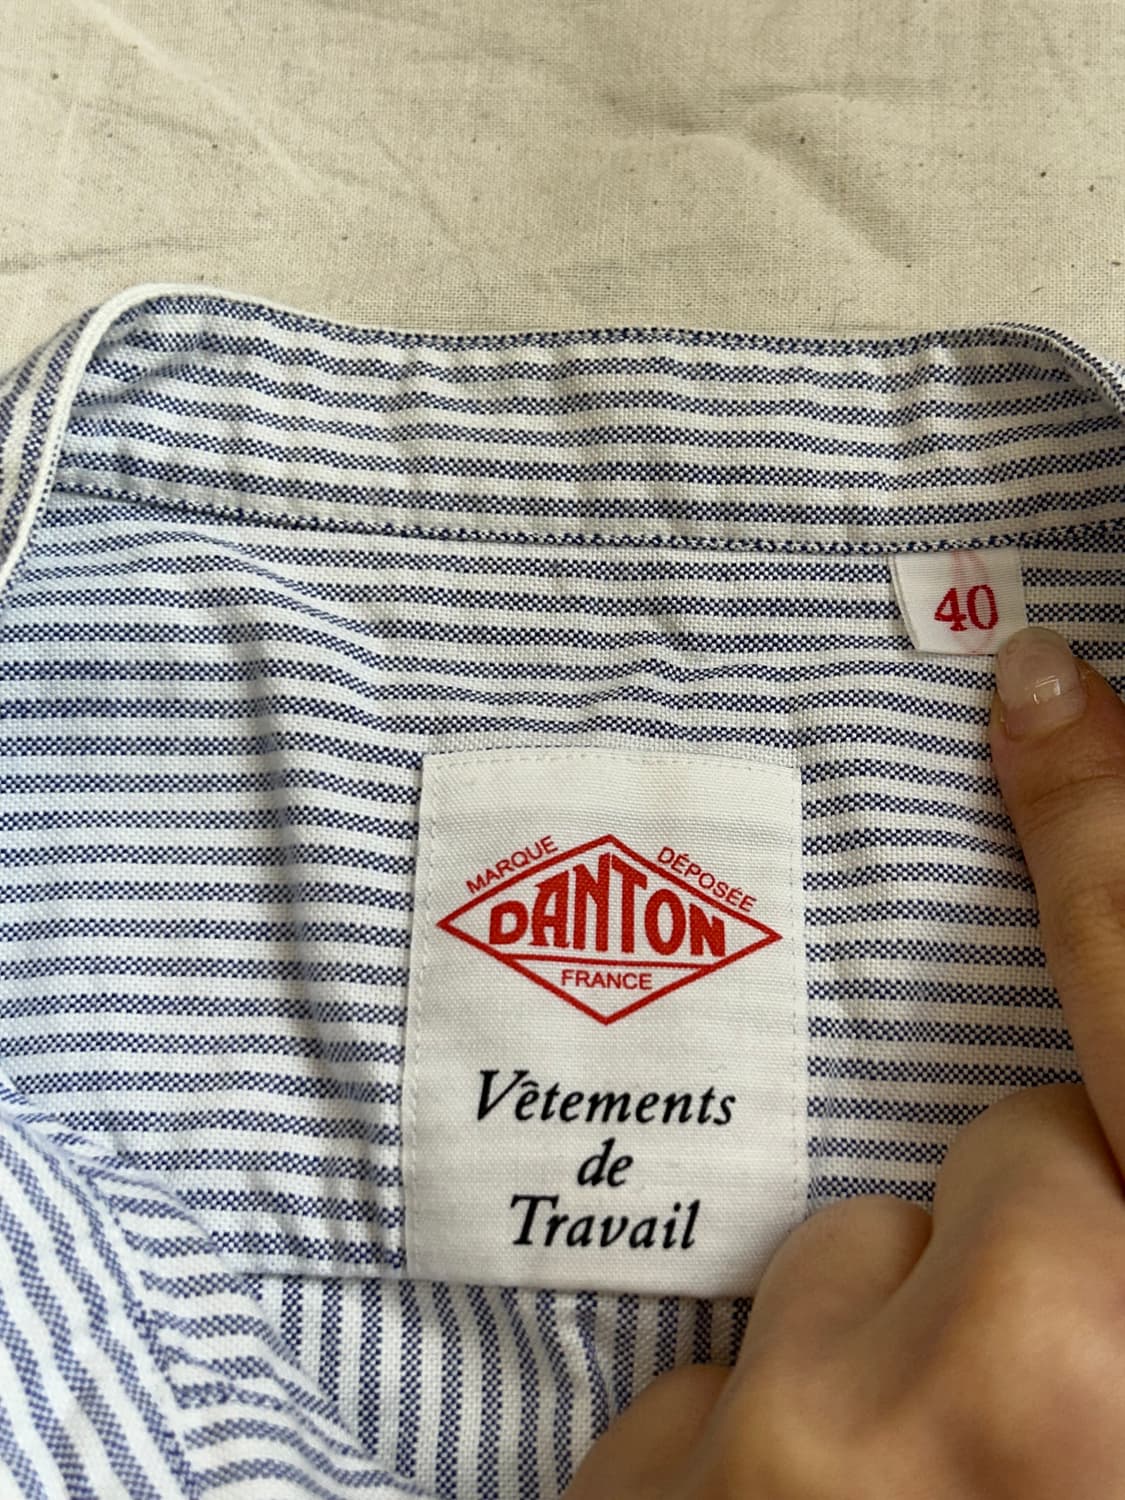 40
MARQUE DÉPOSÉE
DANTON
FRANCE
Vêtements
de
Travail